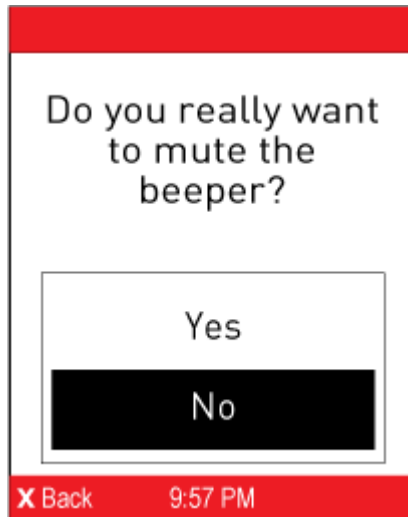 Do you really want
to mute the
beeper?
Yes
No
X Back 9:57 PM